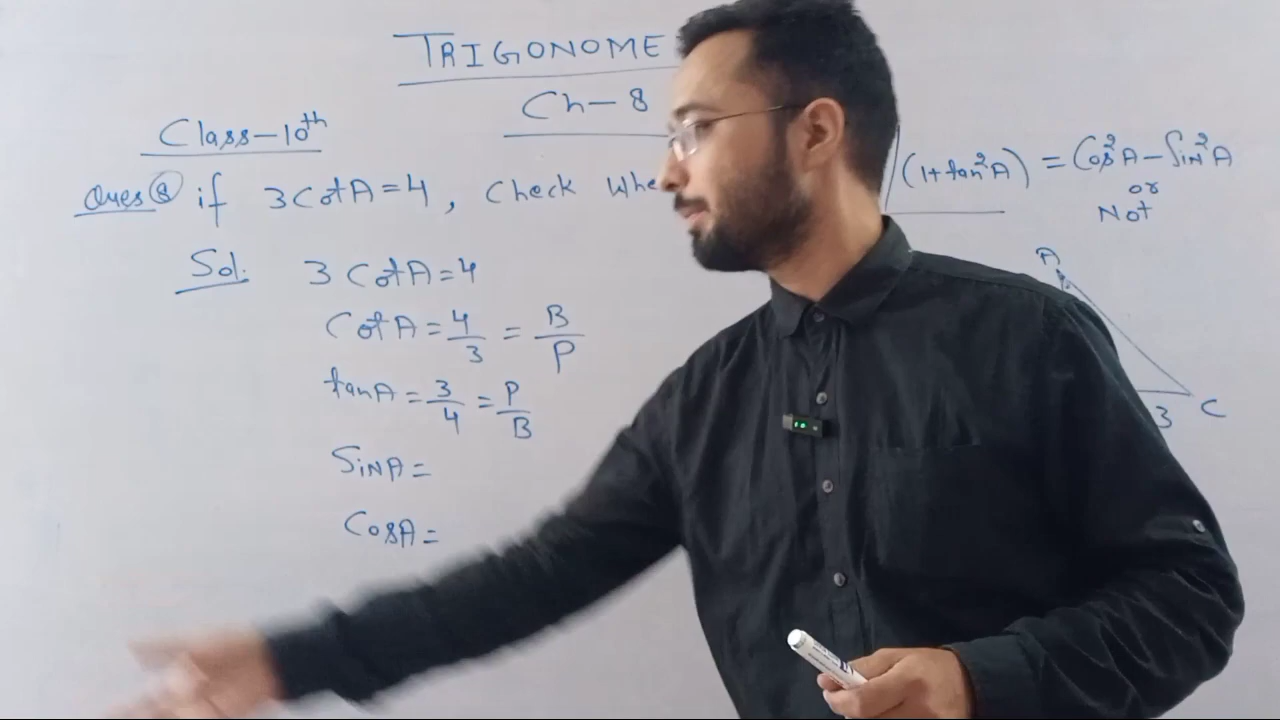 TRIGONOME
Ch-8
Class-10th
Ques 8 if 3CotA=4, Check Whe (1+tan²A) = Cos²A-Sin²A
or
Not
Sol. 3 CotA=4
CotA = 4/3 = B/P
tanA = 3/4 = P/B
SinA =
CosA =
A
3 C